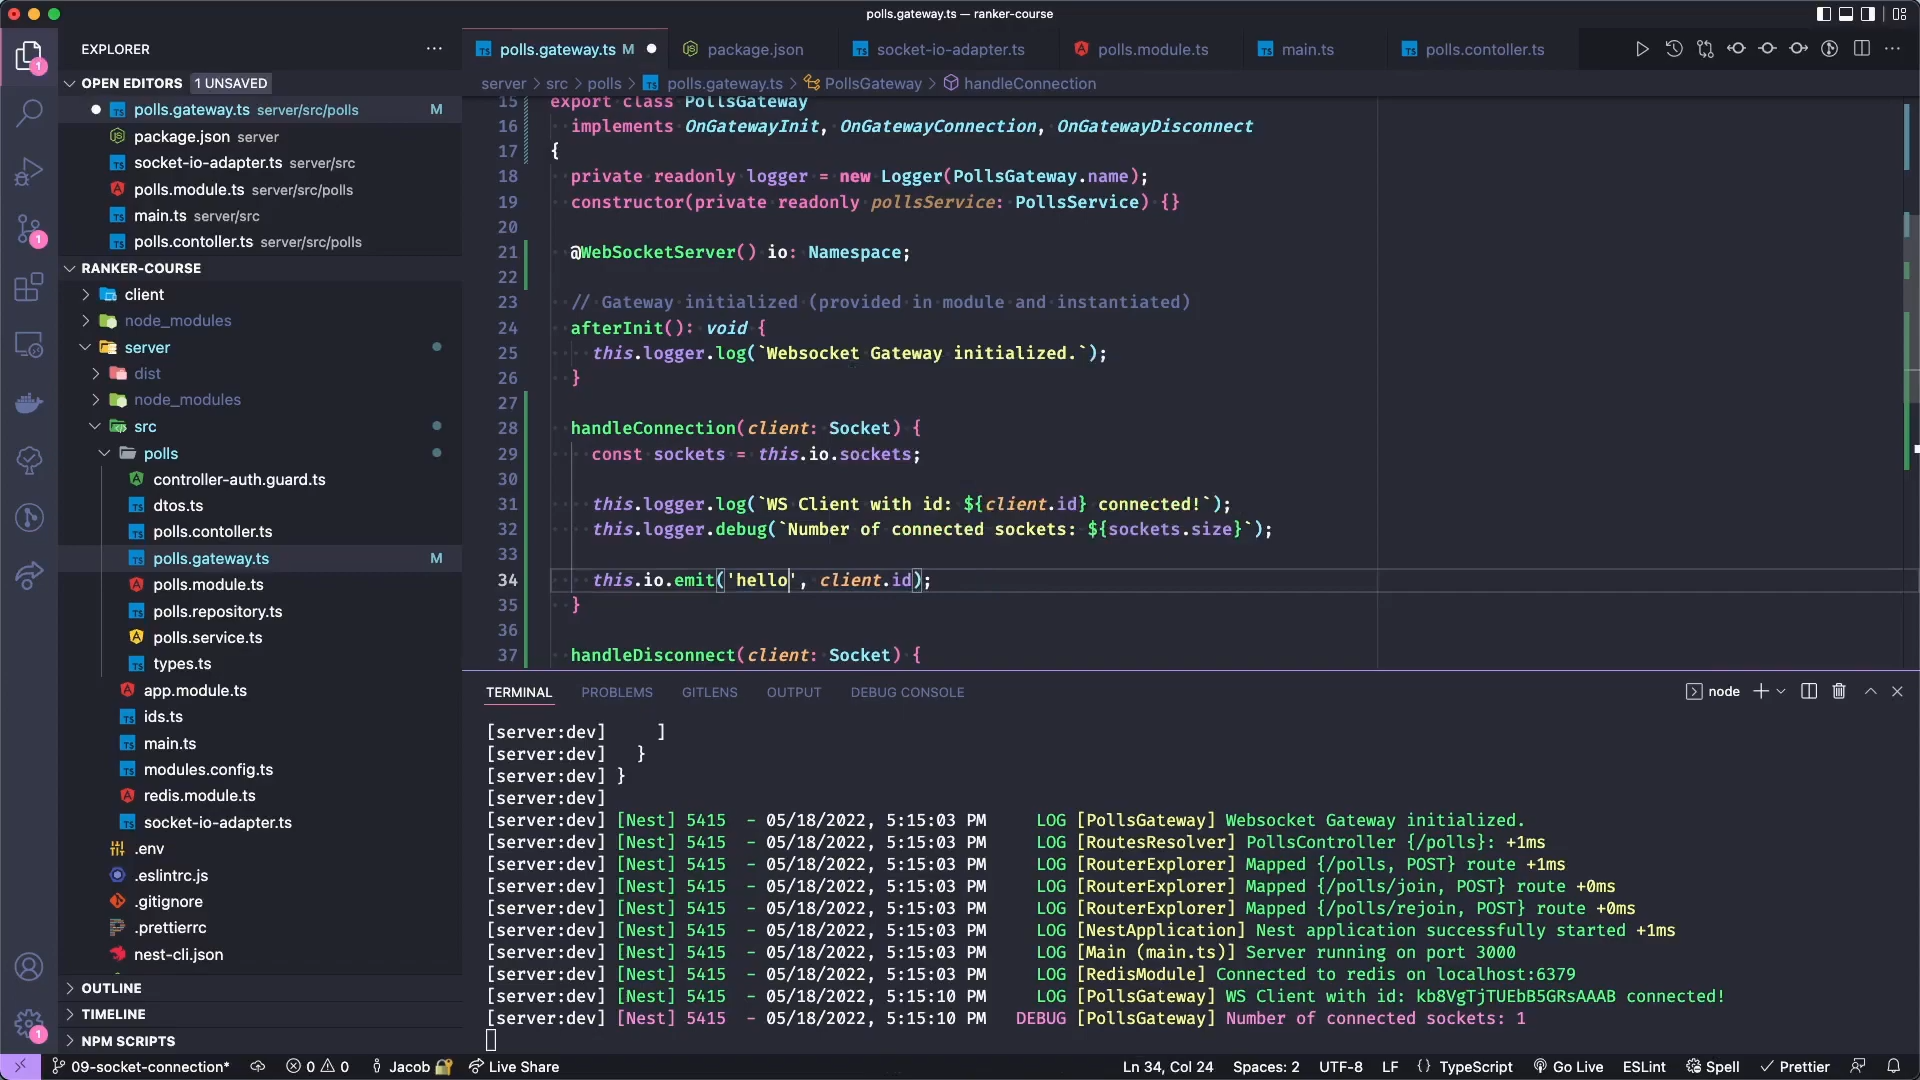 polls.gateway.ts — ranker-course
EXPLORER
OPEN EDITORS 1 UNSAVED
polls.gateway.ts server/src/polls M
package.json server
socket-io-adapter.ts server/src
polls.module.ts server/src/polls
main.ts server/src
polls.contoller.ts server/src/polls
RANKER-COURSE
client
node_modules
server
dist
node_modules
src
polls
controller-auth.guard.ts
dtos.ts
polls.contoller.ts
polls.gateway.ts M
polls.module.ts
polls.repository.ts
polls.service.ts
types.ts
app.module.ts
ids.ts
main.ts
modules.config.ts
redis.module.ts
socket-io-adapter.ts
.env
.eslintrc.js
.gitignore
.prettierrc
nest-cli.json
OUTLINE
TIMELINE
NPM SCRIPTS
polls.gateway.ts M package.json socket-io-adapter.ts polls.module.ts main.ts polls.contoller.ts
server > src > polls > polls.gateway.ts > PollsGateway > handleConnection
15 export class PollsGateway
16 implements OnGatewayInit, OnGatewayConnection, OnGatewayDisconnect
17 {
18 private readonly logger = new Logger(PollsGateway.name);
19 constructor(private readonly pollsService: PollsService) {}
20
21 @WebSocketServer() io: Namespace;
22
23 // Gateway initialized (provided in module and instantiated)
24 afterInit(): void {
25 this.logger.log(`Websocket Gateway initialized.`);
26 }
27
28 handleConnection(client: Socket) {
29 const sockets = this.io.sockets;
30
31 this.logger.log(`WS Client with id: ${client.id} connected!`);
32 this.logger.debug(`Number of connected sockets: ${sockets.size}`);
33
34 this.io.emit('hello', client.id);
35 }
36
37 handleDisconnect(client: Socket) {
TERMINAL PROBLEMS GITLENS OUTPUT DEBUG CONSOLE node
[server:dev] ]
[server:dev] }
[server:dev] }
[server:dev]
[server:dev] [Nest] 5415 - 05/18/2022, 5:15:03 PM LOG [PollsGateway] Websocket Gateway initialized.
[server:dev] [Nest] 5415 - 05/18/2022, 5:15:03 PM LOG [RoutesResolver] PollsController {/polls}: +1ms
[server:dev] [Nest] 5415 - 05/18/2022, 5:15:03 PM LOG [RouterExplorer] Mapped {/polls, POST} route +1ms
[server:dev] [Nest] 5415 - 05/18/2022, 5:15:03 PM LOG [RouterExplorer] Mapped {/polls/join, POST} route +0ms
[server:dev] [Nest] 5415 - 05/18/2022, 5:15:03 PM LOG [RouterExplorer] Mapped {/polls/rejoin, POST} route +0ms
[server:dev] [Nest] 5415 - 05/18/2022, 5:15:03 PM LOG [NestApplication] Nest application successfully started +1ms
[server:dev] [Nest] 5415 - 05/18/2022, 5:15:03 PM LOG [Main (main.ts)] Server running on port 3000
[server:dev] [Nest] 5415 - 05/18/2022, 5:15:03 PM LOG [RedisModule] Connected to redis on localhost:6379
[server:dev] [Nest] 5415 - 05/18/2022, 5:15:10 PM LOG [PollsGateway] WS Client with id: kb8VgTjTUEbB5GRsAAAB connected!
[server:dev] [Nest] 5415 - 05/18/2022, 5:15:10 PM DEBUG [PollsGateway] Number of connected sockets: 1
09-socket-connection* 0 0 Jacob Live Share Ln 34, Col 24 Spaces: 2 UTF-8 LF {} TypeScript Go Live ESLint Spell Prettier